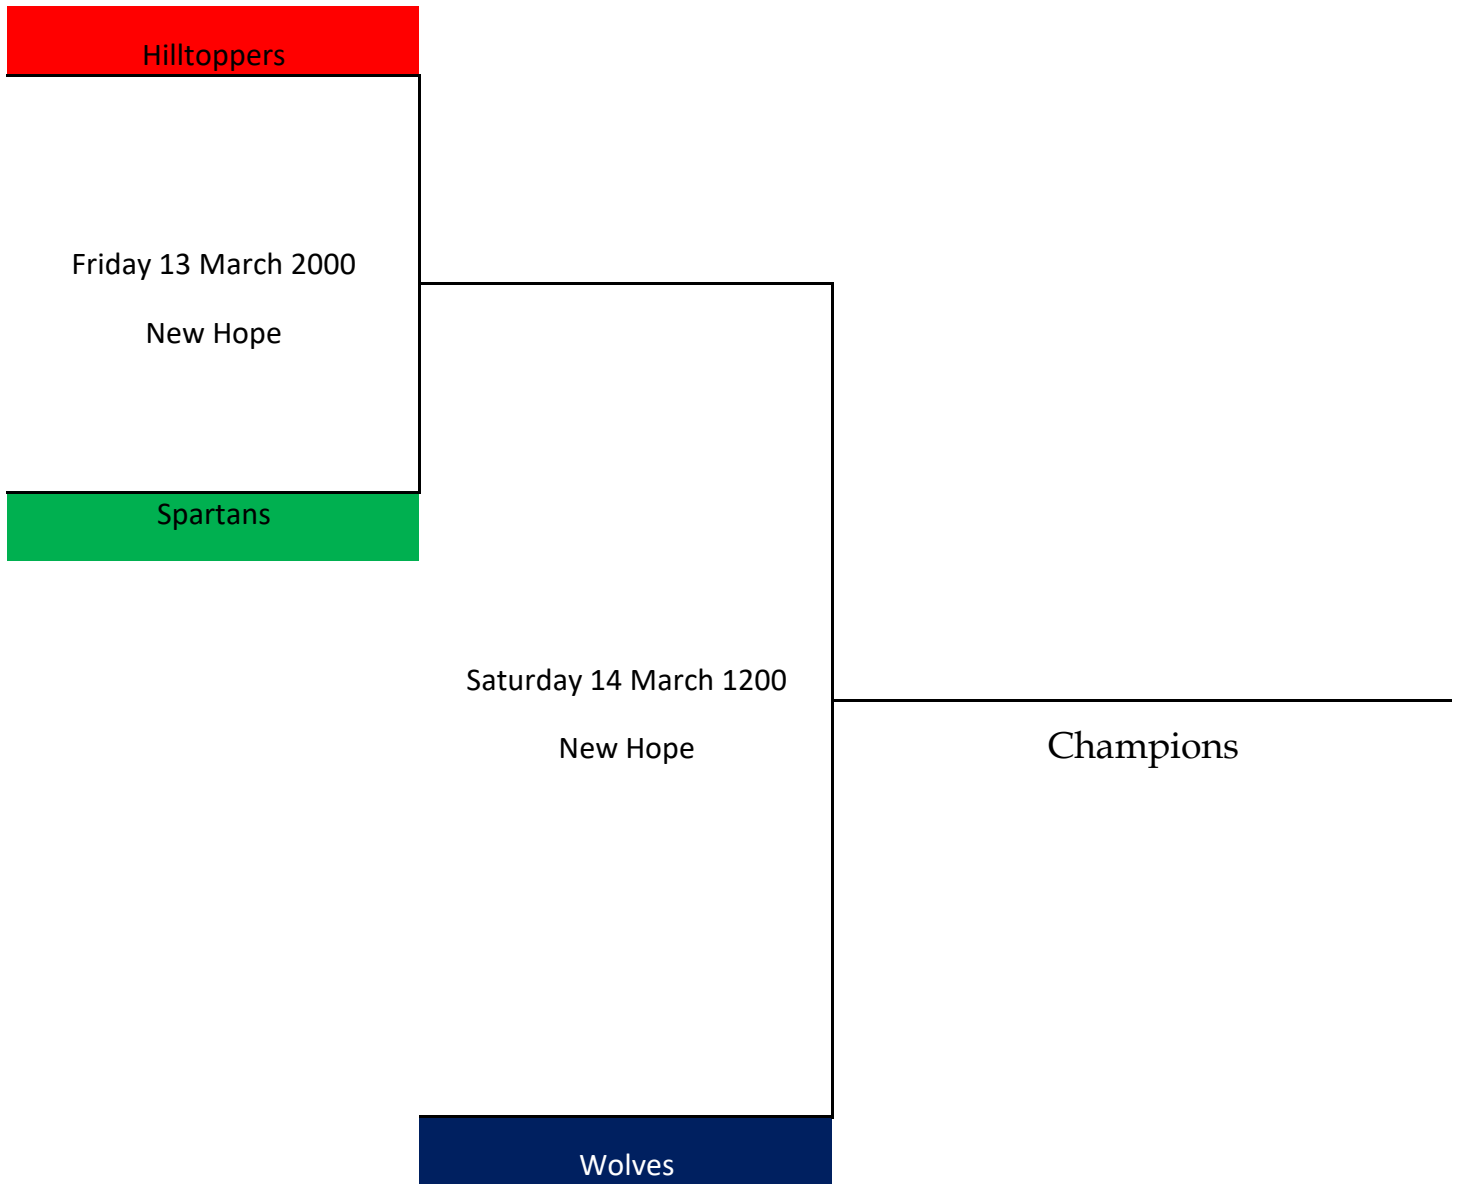 Hilltoppers
Friday 13 March 2000
New Hope
Spartans
Saturday 14 March 1200
New Hope
Champions
Wolves